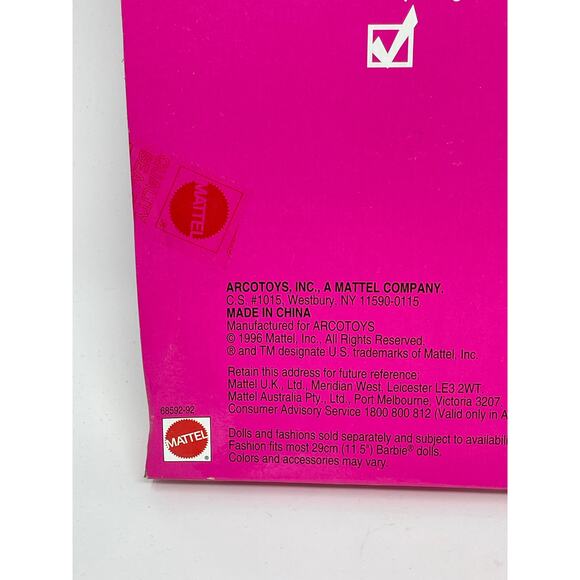 QUALITY
SEAL
MATTEL
®
ARCOTOYS, INC., A MATTEL COMPANY.
C.S. #1015, Westbury, NY 11590-0115
MADE IN CHINA
Manufactured for ARCOTOYS
© 1996 Mattel, Inc., All Rights Reserved.
® and TM designate U.S. trademarks of Mattel, Inc.
Retain this address for future reference:
Mattel U.K., Ltd., Meridian West, Leicester LE3 2WT
Mattel Australia Pty., Ltd., Port Melbourne, Victoria 3207
Consumer Advisory Service 1800 800 812 (Valid only in A
68592-92
MATTEL
®
Dolls and fashions sold separately and subject to availabili
Fashion fits most 29cm (11.5") Barbie® dolls.
Colors and accessories may vary.